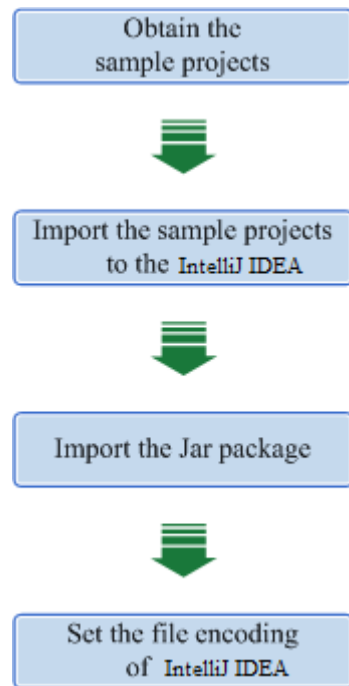 Obtain the
sample projects
Import the sample projects
to the IntelliJ IDEA
Import the Jar package
Set the file encoding
of IntelliJ IDEA